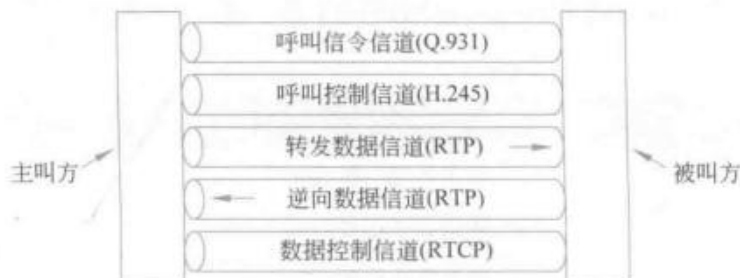 呼叫信令信道(Q.931)
呼叫控制信道(H.245)
转发数据信道(RTP)
主叫方
被叫方
逆向数据信道(RTP)
数据控制信道(RTCP)